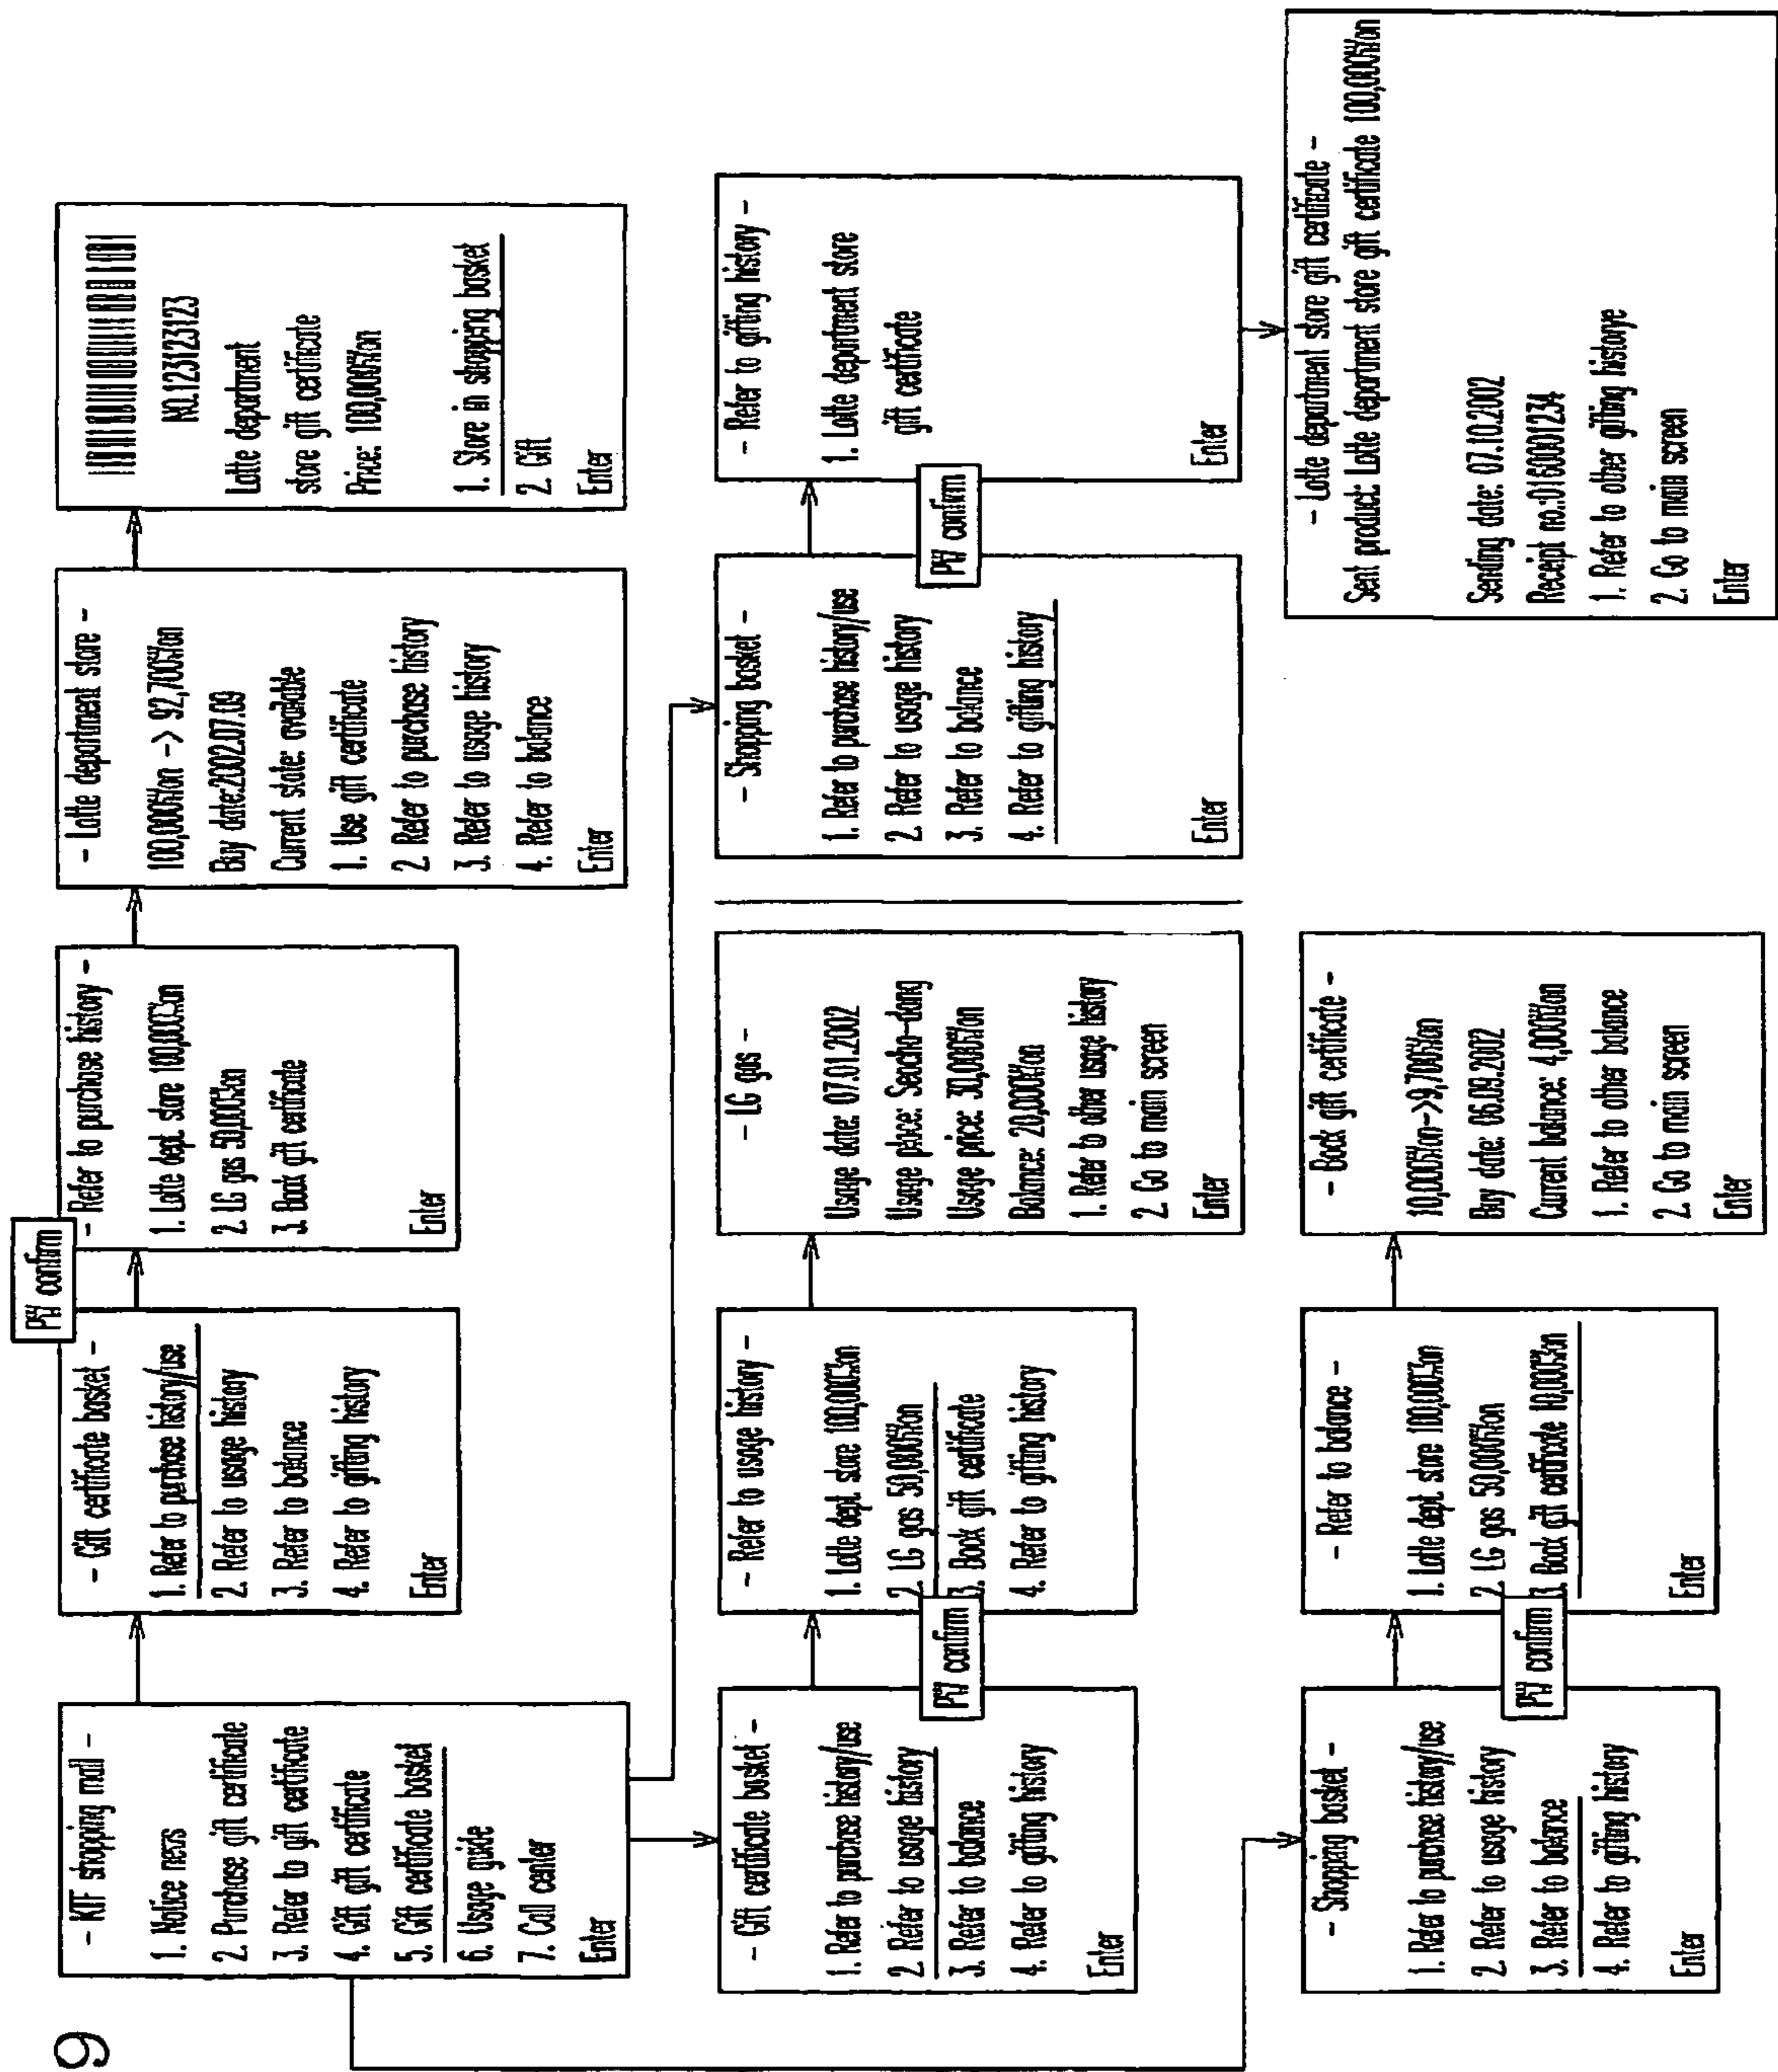 9
- KTF shopping mall -
1. Notice news
2. Purchase gift certificate
3. Refer to gift certificate
4. Gift gift certificate
5. Gift certificate basket
6. Usage guide
7. Call center
Enter
- Gift certificate basket -
1. Refer to purchase history/use
2. Refer to usage history
3. Refer to balance
4. Refer to gifting history
Enter
PW confirm
- Refer to purchase history -
1. Lotte dept. store 100,000Won
2. LG gas 50,000Won
3. Book gift certificate
Enter
- Lotte department store -
100,000Won -> 92,700Won
Buy date:2002.07.09
Current state: available
1. Use gift certificate
2. Refer to purchase history
3. Refer to usage history
4. Refer to balance
Enter
NO.123123123
Lotte department
store gift certificate
Price: 100,000Won
1. Store in shopping basket
2. Gift
Enter
- Gift certificate basket -
1. Refer to purchase history/use
2. Refer to usage history
3. Refer to balance
4. Refer to gifting history
Enter
PW confirm
- Refer to usage history -
1. Lotte dept. store 100,000Won
2. LG gas 50,000Won
3. Book gift certificate
4. Refer to gifting history
- LG gas -
Usage date: 07.01.2002
Usage place: Seocho-dong
Usage price: 30,000Won
Balance: 20,000Won
1. Refer to other usage history
2. Go to main screen
Enter
- Shopping basket -
1. Refer to purchase history/use
2. Refer to usage history
3. Refer to balance
4. Refer to gifting history
Enter
PW confirm
- Refer to gifting history -
1. Lotte department store
gift certificate
Enter
- Shopping basket -
1. Refer to purchase history/use
2. Refer to usage history
3. Refer to balance
4. Refer to gifting history
Enter
PW confirm
- Refer to balance -
1. Lotte dept. store 100,000Won
2. LG gas 50,000Won
3. Book gift certificate 10,000Won
Enter
- Book gift certificate -
10,000Won->9,700Won
Buy date: 06.09.2002
Current balance: 4,000Won
1. Refer to other balance
2. Go to main screen
Enter
- Lotte department store gift certificate -
Sent product: Lotte department store gift certificate 100,000Won
Sending date: 07.10.2002
Receipt no.:0160001234
1. Refer to other gifting historye
2. Go to main screen
Enter